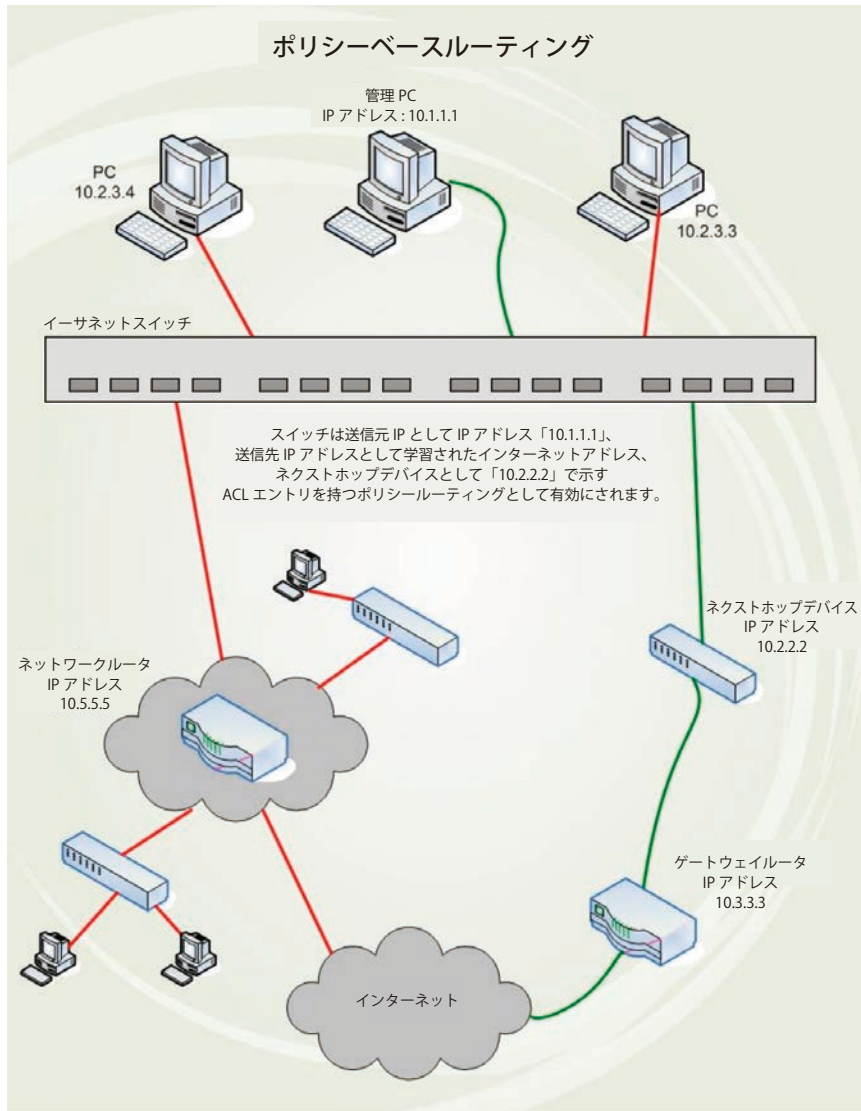 ポリシーベースルーティング
管理 PC
IP アドレス : 10.1.1.1
PC
10.2.3.4
PC
10.2.3.3
イーサネットスイッチ
スイッチは送信元 IP として IP アドレス「10.1.1.1」、
送信先 IP アドレスとして学習されたインターネットアドレス、
ネクストホップデバイスとして「10.2.2.2」で示す
ACL エントリを持つポリシールーティングとして有効にされます。
ネクストホップデバイス
IP アドレス
10.2.2.2
ネットワークルータ
IP アドレス
10.5.5.5
ゲートウェイルータ
IP アドレス
10.3.3.3
インターネット